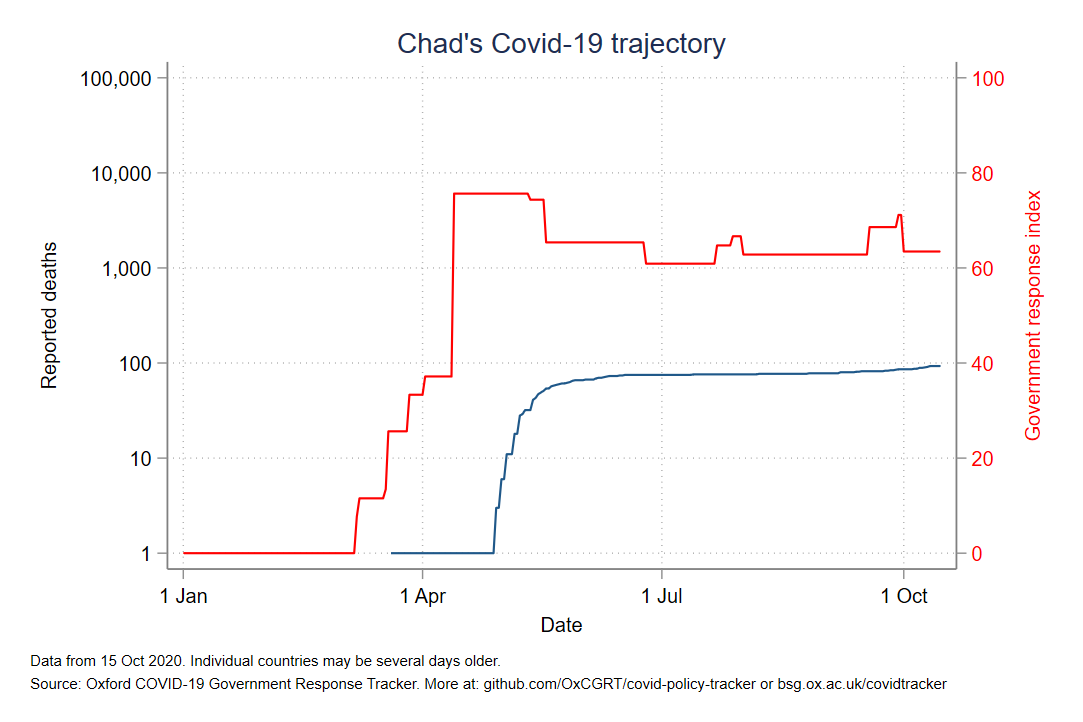 Chad's Covid-19 trajectory
100,000
10,000
1,000
100
10
1
Reported deaths
100
80
60
40
20
0
Government response index
1 Jan
1 Apr
1 Jul
1 Oct
Date
Data from 15 Oct 2020. Individual countries may be several days older.
Source: Oxford COVID-19 Government Response Tracker. More at: github.com/OxCGRT/covid-policy-tracker or bsg.ox.ac.uk/covidtracker